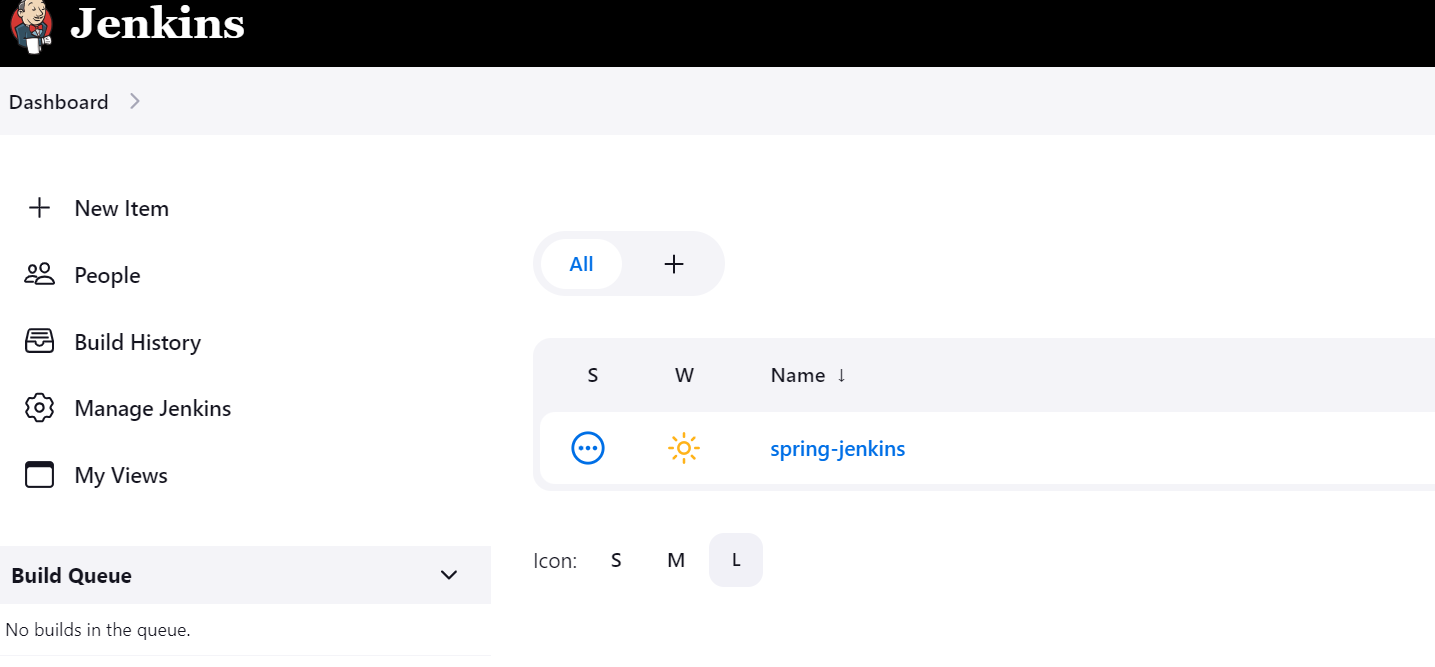 Jenkins
Dashboard
New Item
People
Build History
Manage Jenkins
My Views
Build Queue
No builds in the queue.
All
S W Name ↓
spring-jenkins
Icon: S M L